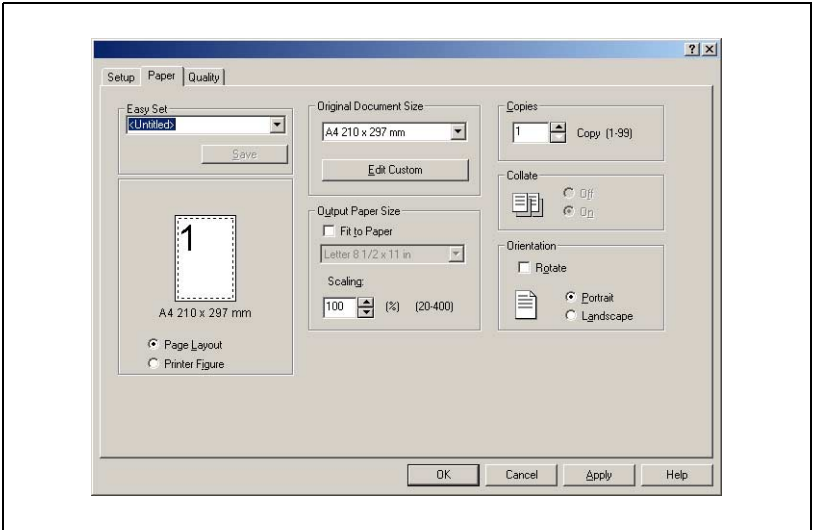 Setup Paper Quality
Easy Set
<Untitled>
Save
1
A4 210 x 297 mm
Page Layout
Printer Figure
Original Document Size
A4 210 x 297 mm
Edit Custom
Output Paper Size
Fit to Paper
Letter 8 1/2 x 11 in
Scaling:
100 (%) (20-400)
Copies
1 Copy (1-99)
Collate
Off
On
Orientation
Rotate
Portrait
Landscape
OK Cancel Apply Help